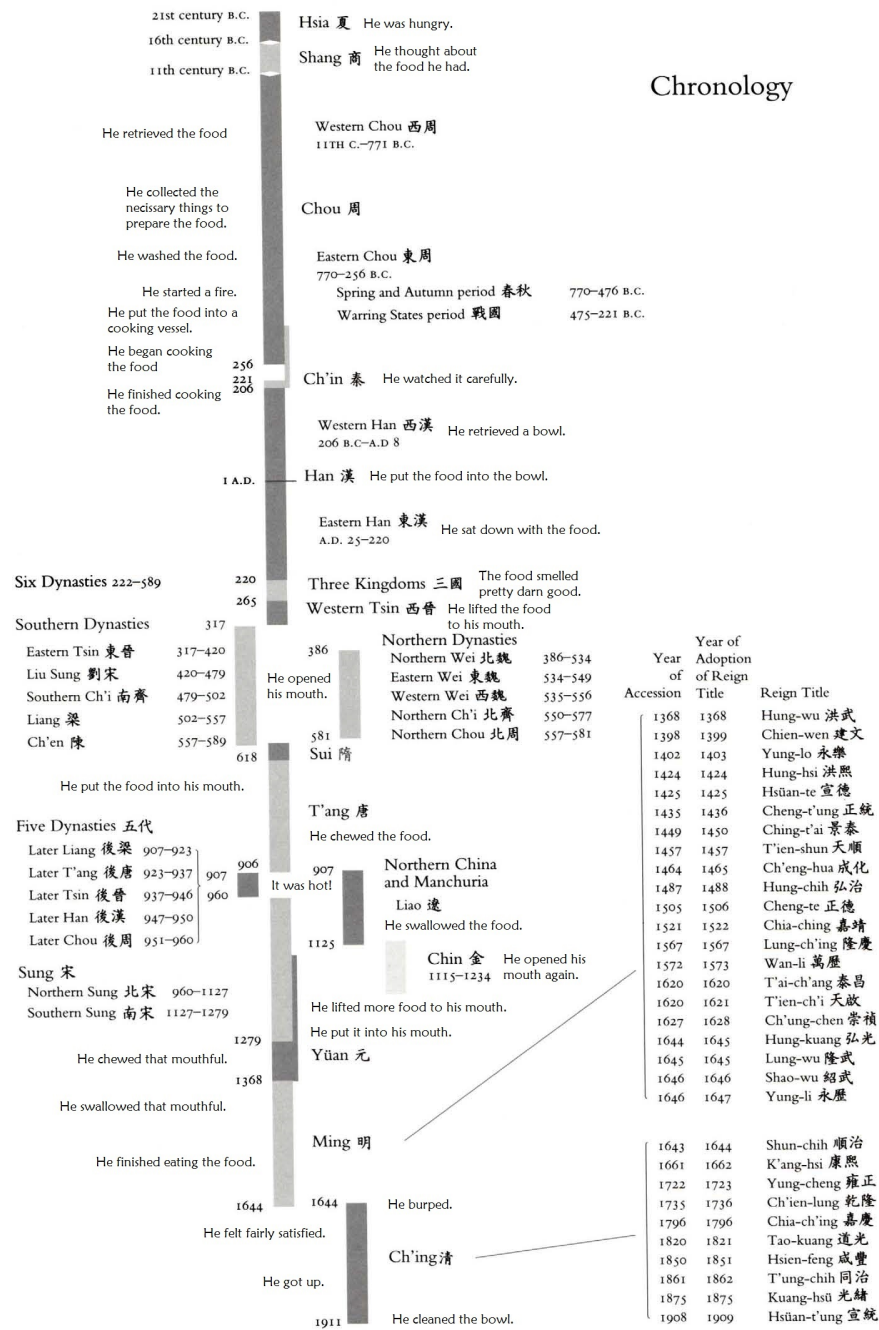 Chronology
21st century B.C.
Hsia 夏 He was hungry.
16th century B.C.
Shang 商 He thought about
the food he had.
11th century B.C.
Western Chou 西周
11TH C.–771 B.C.
He retrieved the food
He collected the
necissary things to
prepare the food.
Chou 周
He washed the food.
Eastern Chou 東周
770–256 B.C.
He started a fire.
Spring and Autumn period 春秋 770–476 B.C.
He put the food into a
cooking vessel.
Warring States period 戰國 475–221 B.C.
He began cooking
the food
256
221
206
Ch'in 秦 He watched it carefully.
He finished cooking
the food.
Western Han 西漢
206 B.C–A.D 8
He retrieved a bowl.
1 A.D.
Han 漢 He put the food into the bowl.
Eastern Han 東漢
A.D. 25–220
He sat down with the food.
Six Dynasties 222–589
220
Three Kingdoms 三國 The food smelled
pretty darn good.
265
Western Tsin 西晉 He lifted the food
to his mouth.
Southern Dynasties 317
Eastern Tsin 東晉 317–420
Liu Sung 劉宋 420–479
Southern Ch'i 南齊 479–502
Liang 梁 502–557
Ch'en 陳 557–589
He opened
his mouth.
386
581
Northern Dynasties
Northern Wei 北魏 386–534
Eastern Wei 東魏 534–549
Western Wei 西魏 535–556
Northern Ch'i 北齊 550–577
Northern Chou 北周 557–581
618
Sui 隋
He put the food into his mouth.
T'ang 唐
He chewed the food.
Five Dynasties 五代
Later Liang 後梁 907–923
Later T'ang 後唐 923–937
Later Tsin 後晉 937–946
Later Han 後漢 947–950
Later Chou 後周 951–960
907
960
906
It was hot!
907
1125
Northern China
and Manchuria
Liao 遼
He swallowed the food.
Chin 金
1115–1234
He opened his
mouth again.
Sung 宋
Northern Sung 北宋 960–1127
Southern Sung 南宋 1127–1279
He lifted more food to his mouth.
He put it into his mouth.
1279
Yüan 元
He chewed that mouthful.
1368
He swallowed that mouthful.
Ming 明
He finished eating the food.
1644
1644
He burped.
He felt fairly satisfied.
Ch'ing 清
He got up.
1911
He cleaned the bowl.
Year
of
Accession
Year of
Adoption
of Reign
Title
Reign Title
1368 1368 Hung-wu 洪武
1398 1399 Chien-wen 建文
1402 1403 Yung-lo 永樂
1424 1424 Hung-hsi 洪熙
1425 1425 Hsüan-te 宣德
1435 1436 Cheng-t'ung 正統
1449 1450 Ching-t'ai 景泰
1457 1457 T'ien-shun 天順
1464 1465 Ch'eng-hua 成化
1487 1488 Hung-chih 弘治
1505 1506 Cheng-te 正德
1521 1522 Chia-ching 嘉靖
1567 1567 Lung-ch'ing 隆慶
1572 1573 Wan-li 萬歷
1620 1620 T'ai-ch'ang 泰昌
1620 1621 T'ien-ch'i 天啟
1627 1628 Ch'ung-chen 崇禎
1644 1645 Hung-kuang 弘光
1645 1645 Lung-wu 隆武
1646 1646 Shao-wu 紹武
1646 1647 Yung-li 永歷
1643 1644 Shun-chih 順治
1661 1662 K'ang-hsi 康熙
1722 1723 Yung-cheng 雍正
1735 1736 Ch'ien-lung 乾隆
1796 1796 Chia-ch'ing 嘉慶
1820 1821 Tao-kuang 道光
1850 1851 Hsien-feng 咸豐
1861 1862 T'ung-chih 同治
1875 1875 Kuang-hsü 光緒
1908 1909 Hsüan-t'ung 宣統